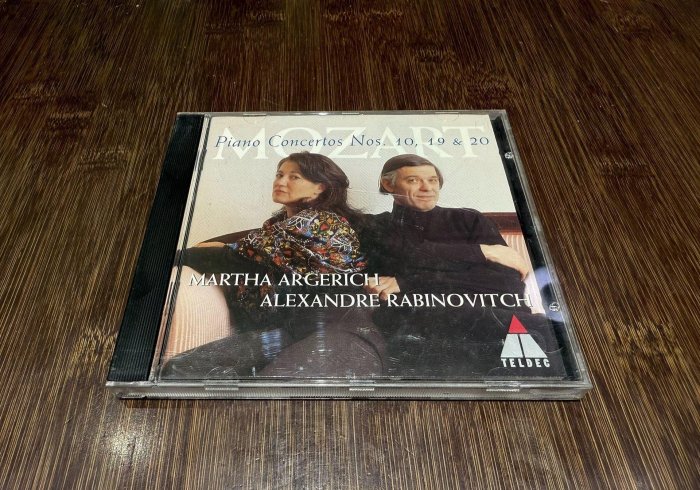 MOZART
Piano Concertos Nos. 10, 19 & 20
MARTHA ARGERICH
ALEXANDRE RABINOVITCH
TELDEC